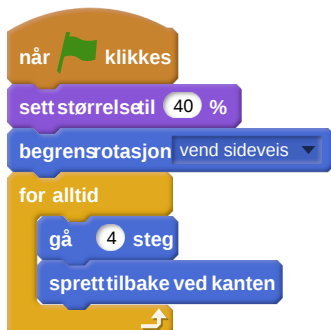 når klikkes
sett størrelse til 40 %
begrens rotasjon vend sideveis
for alltid
gå 4 steg
sprett tilbake ved kanten